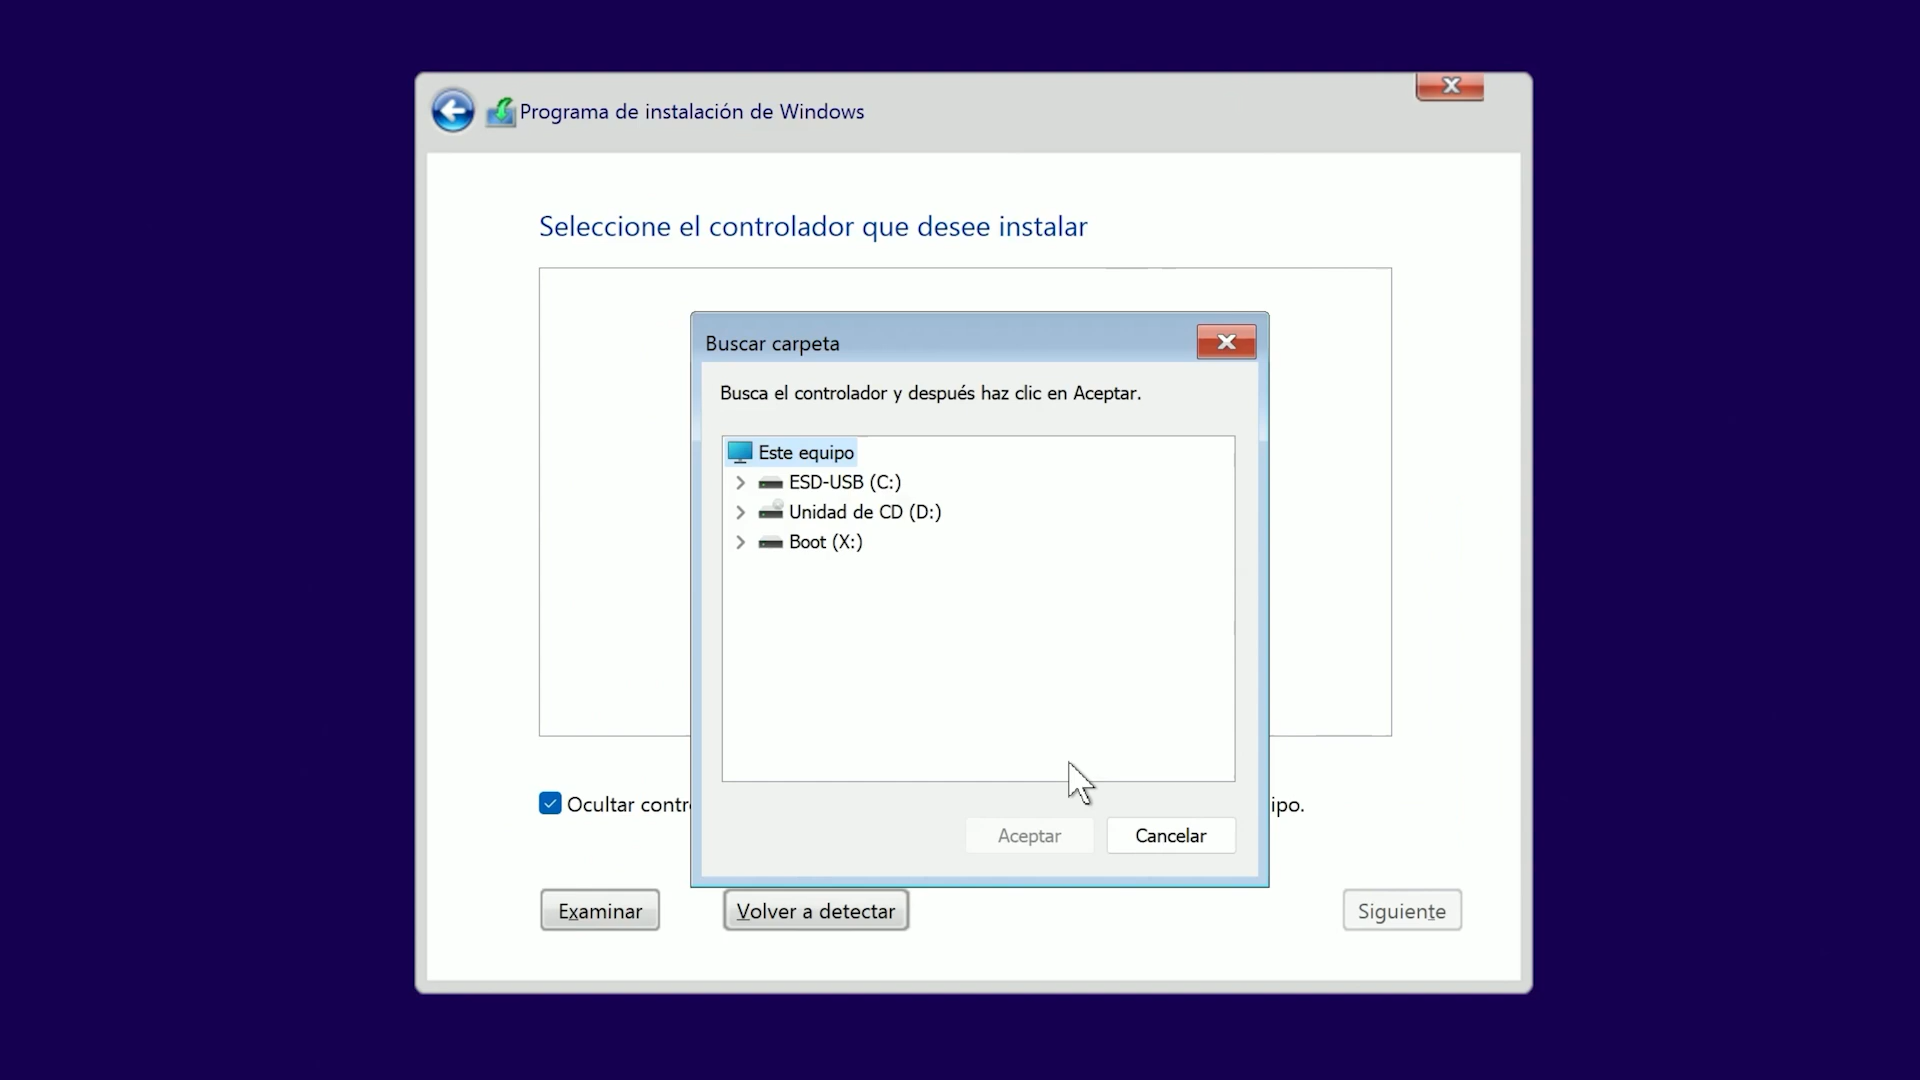 Programa de instalación de Windows
Seleccione el controlador que desee instalar
Buscar carpeta
Busca el controlador y después haz clic en Aceptar.
Este equipo
ESD-USB (C:)
Unidad de CD (D:)
Boot (X:)
Ocultar contr ipo.
Aceptar Cancelar
Examinar Volver a detectar Siguiente